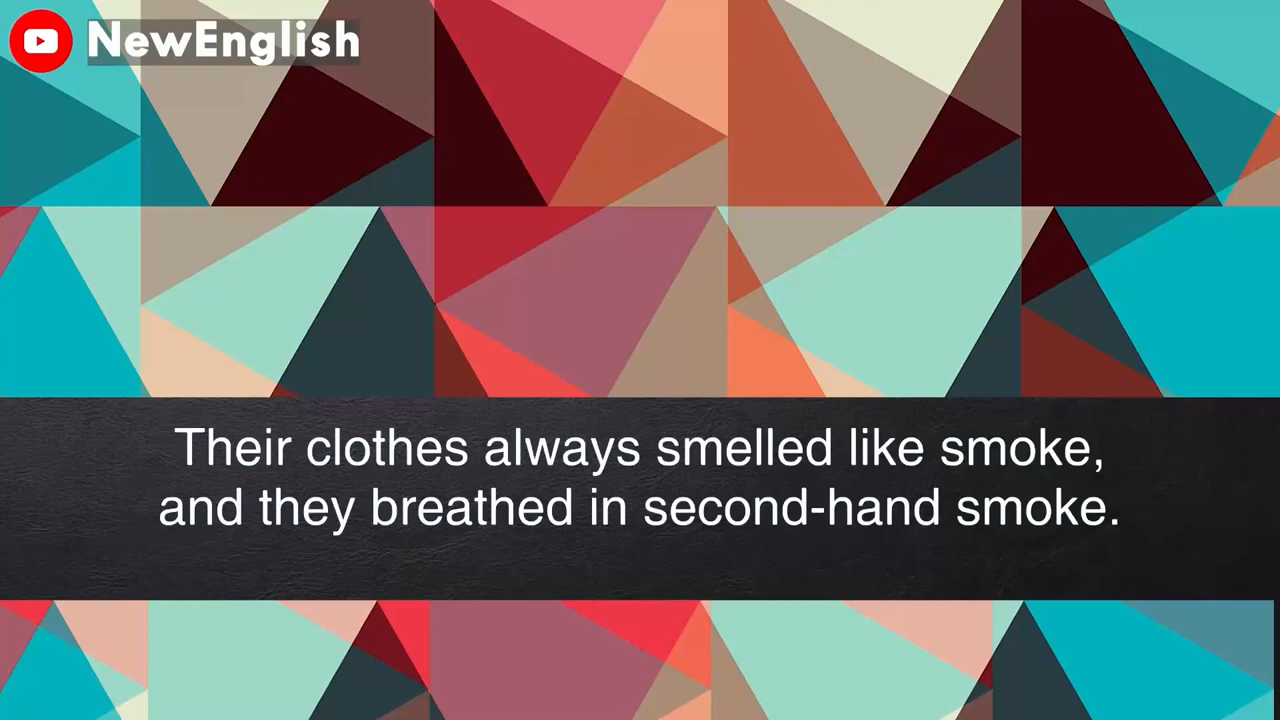 NewEnglish
Their clothes always smelled like smoke,
and they breathed in second-hand smoke.